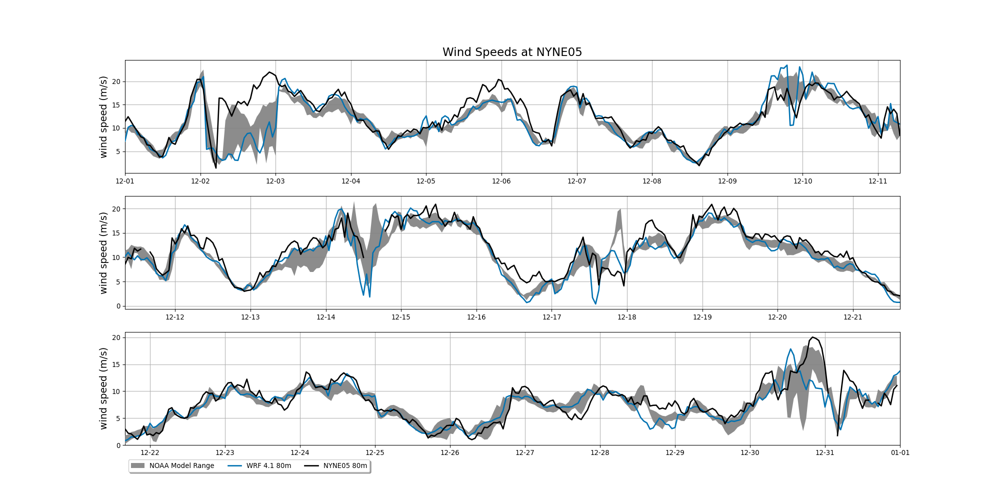 Wind Speeds at NYNE05
wind speed (m/s)
20
15
10
5
12-01 12-02 12-03 12-04 12-05 12-06 12-07 12-08 12-09 12-10 12-11
wind speed (m/s)
20
15
10
5
0
12-12 12-13 12-14 12-15 12-16 12-17 12-18 12-19 12-20 12-21
wind speed (m/s)
20
15
10
5
0
12-22 12-23 12-24 12-25 12-26 12-27 12-28 12-29 12-30 12-31 01-01
NOAA Model Range WRF 4.1 80m NYNE05 80m